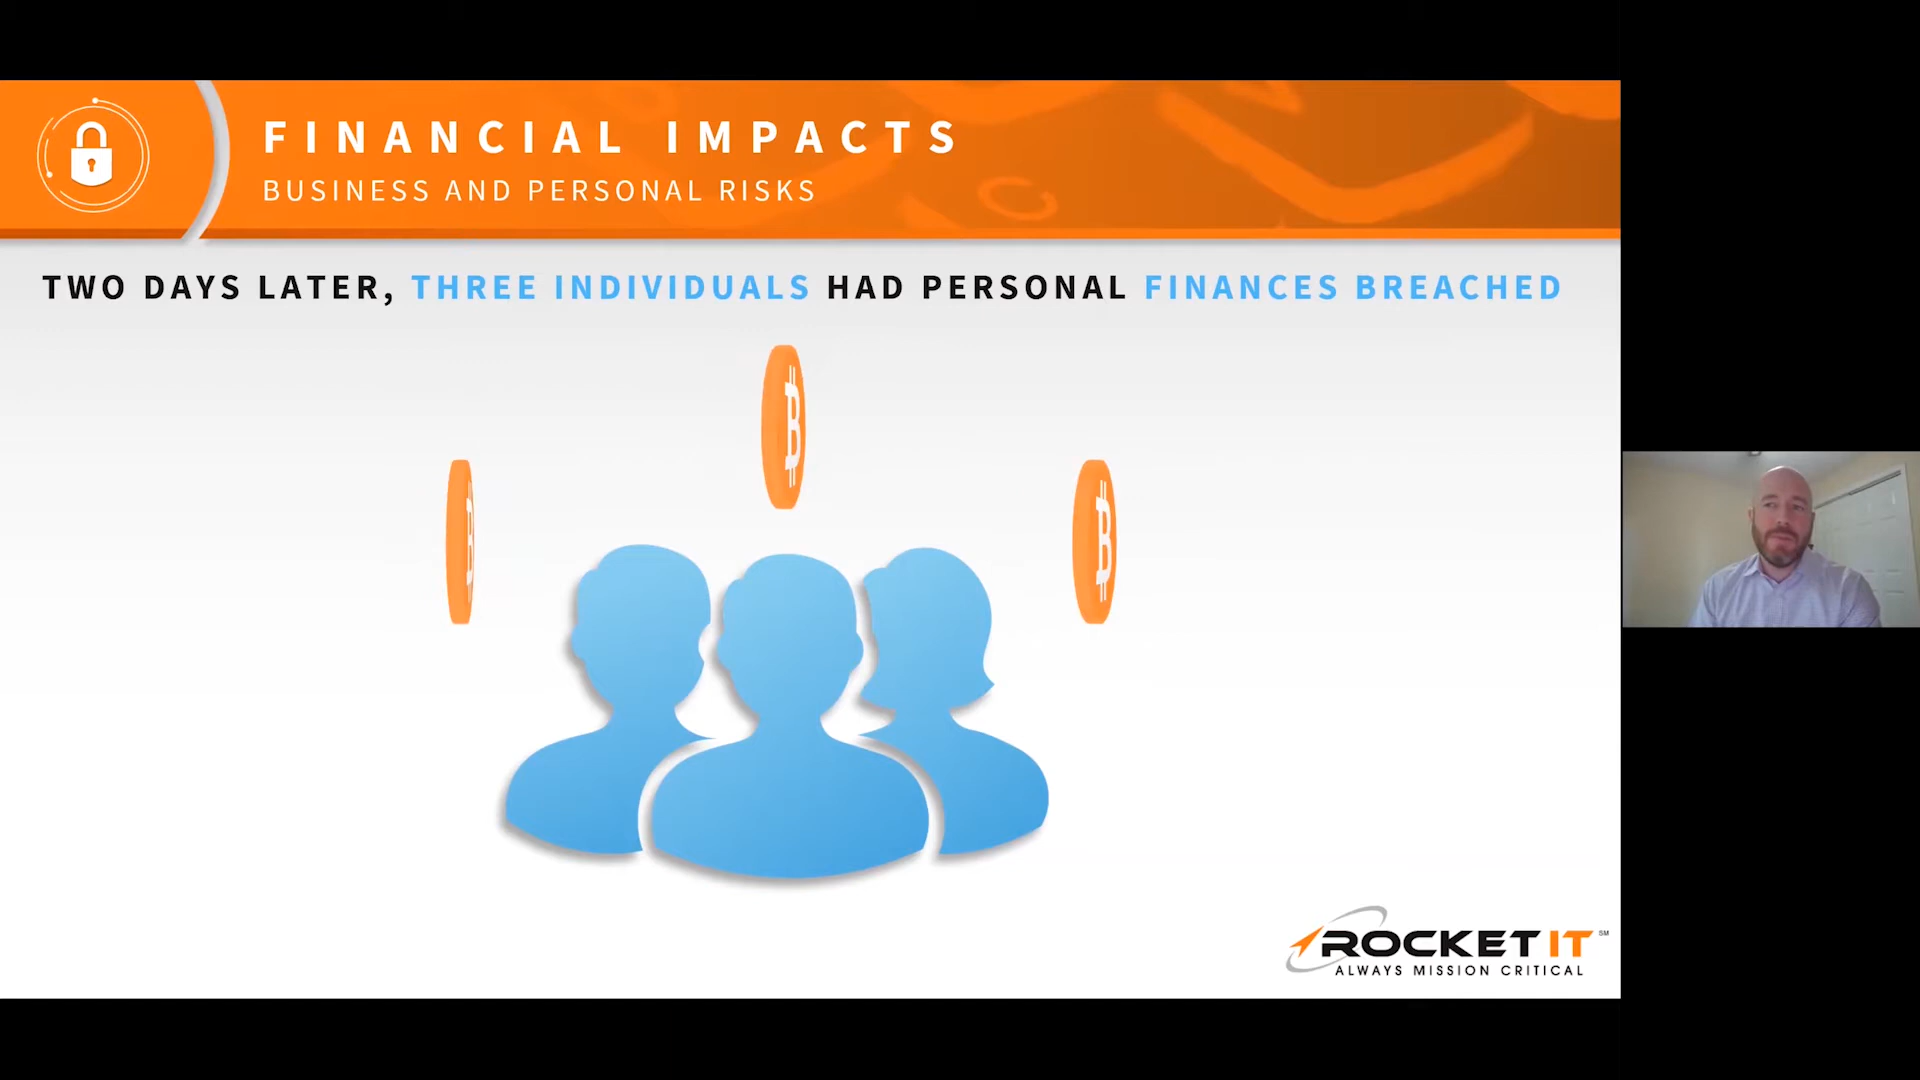 FINANCIAL IMPACTS
BUSINESS AND PERSONAL RISKS
TWO DAYS LATER, THREE INDIVIDUALS HAD PERSONAL FINANCES BREACHED
ROCKET IT SM
ALWAYS MISSION CRITICAL